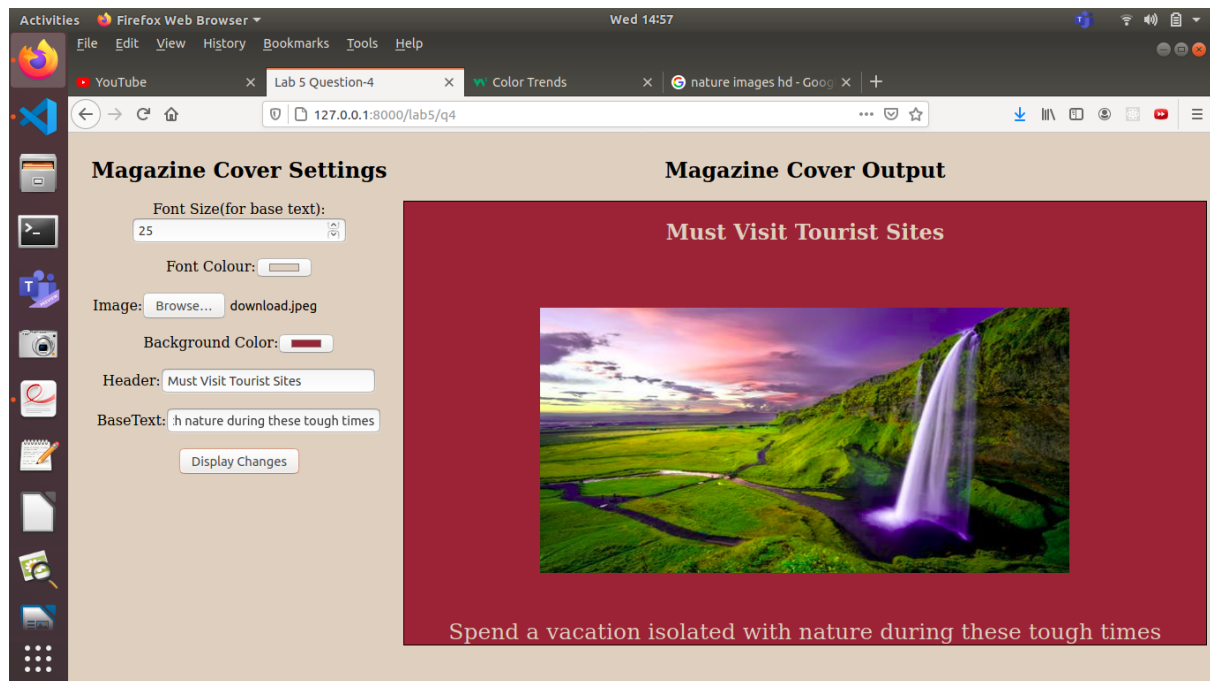 Activities Firefox Web Browser Wed 14:57
File Edit View History Bookmarks Tools Help
YouTube Lab 5 Question-4 Color Trends nature images hd - Goog
127.0.0.1:8000/lab5/q4
Magazine Cover Settings
Font Size(for base text):
25
Font Colour:
Image: Browse... download.jpeg
Background Color:
Header: Must Visit Tourist Sites
BaseText: :h nature during these tough times
Display Changes
Magazine Cover Output
Must Visit Tourist Sites
Spend a vacation isolated with nature during these tough times